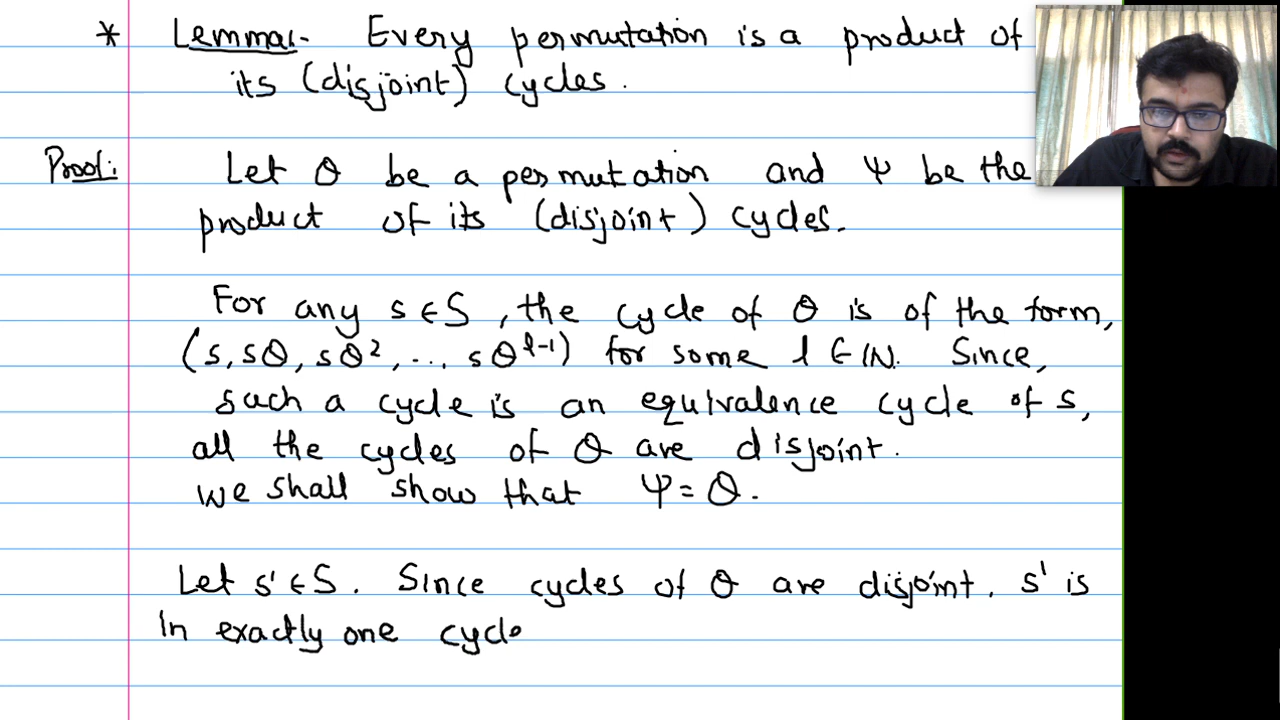 * Lemma:- Every permutation is a product of
its (disjoint) cycles.
Proof: Let θ be a permutation and ψ be the
product of its (disjoint) cycles.
For any s ∈ S, the cycle of θ is of the form,
(s, sθ, sθ², ..., sθ^{l-1}) for some l ∈ IN. Since,
such a cycle is an equivalence cycle of s,
all the cycles of θ are disjoint.
we shall show that ψ = θ.
Let s' ∈ S. Since cycles of θ are disjoint. s' is
in exactly one cycle